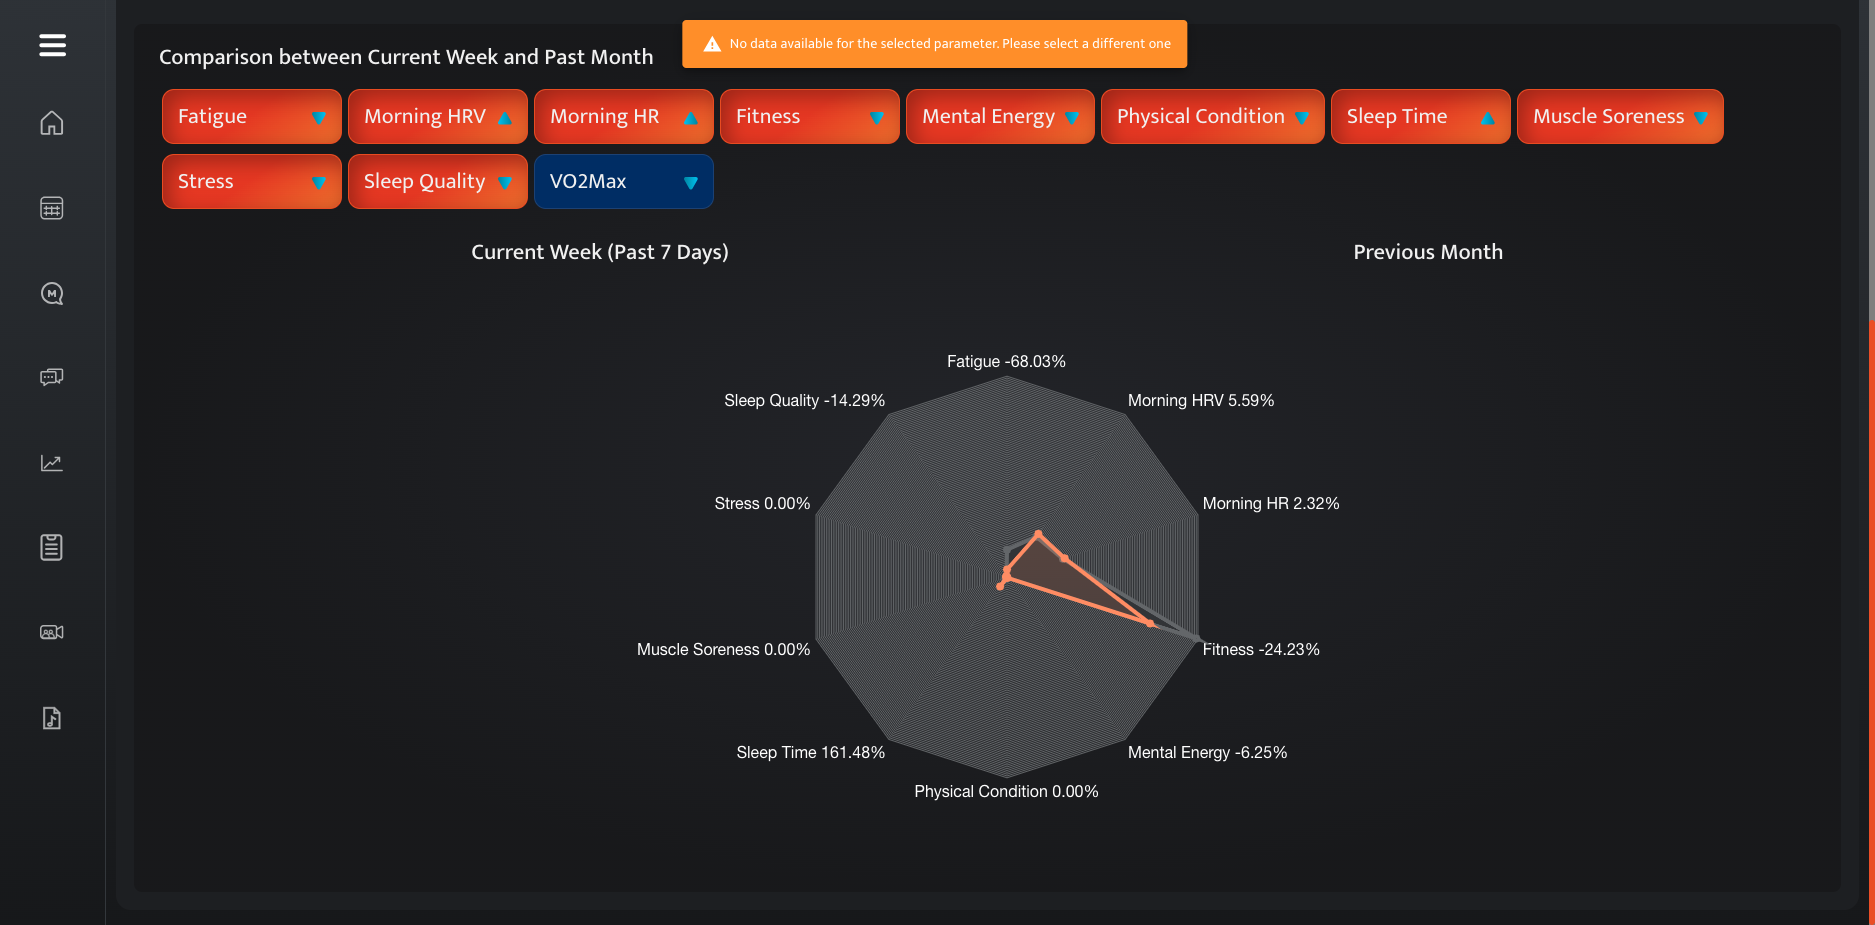 No data available for the selected parameter. Please select a different one
Comparison between Current Week and Past Month
Fatigue
Morning HRV
Morning HR
Fitness
Mental Energy
Physical Condition
Sleep Time
Muscle Soreness
Stress
Sleep Quality
VO2Max
Current Week (Past 7 Days)
Previous Month
Fatigue -68.03%
Sleep Quality -14.29%
Morning HRV 5.59%
Stress 0.00%
Morning HR 2.32%
Muscle Soreness 0.00%
Fitness -24.23%
Sleep Time 161.48%
Mental Energy -6.25%
Physical Condition 0.00%
M